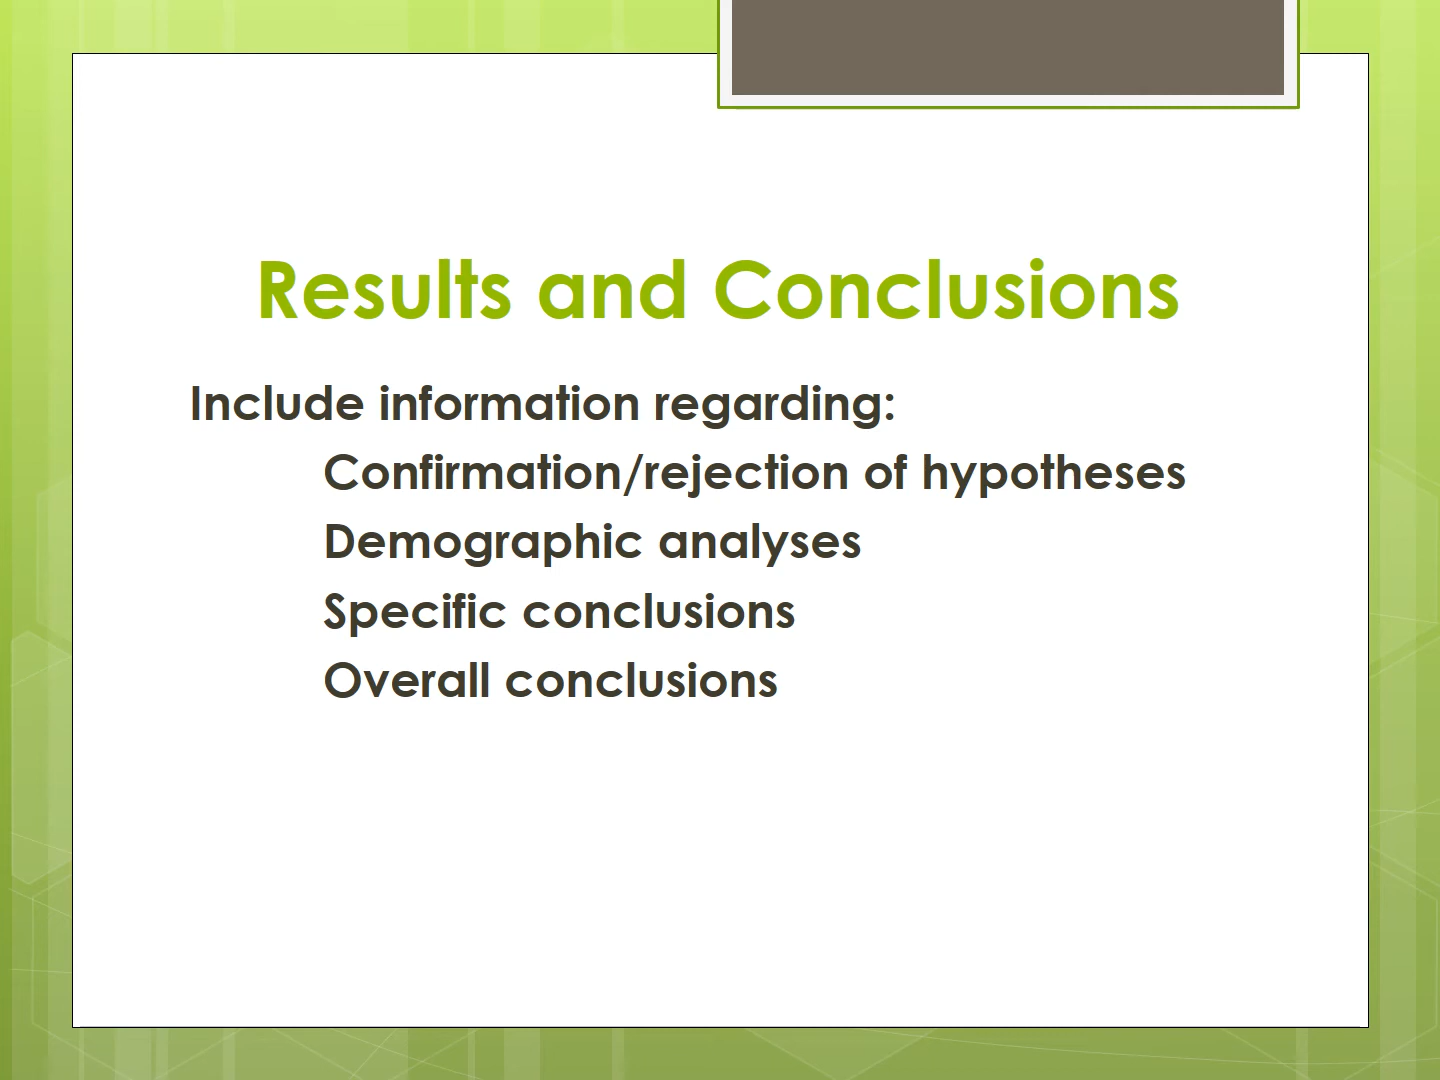 Results and Conclusions
Include information regarding:
Confirmation/rejection of hypotheses
Demographic analyses
Specific conclusions
Overall conclusions